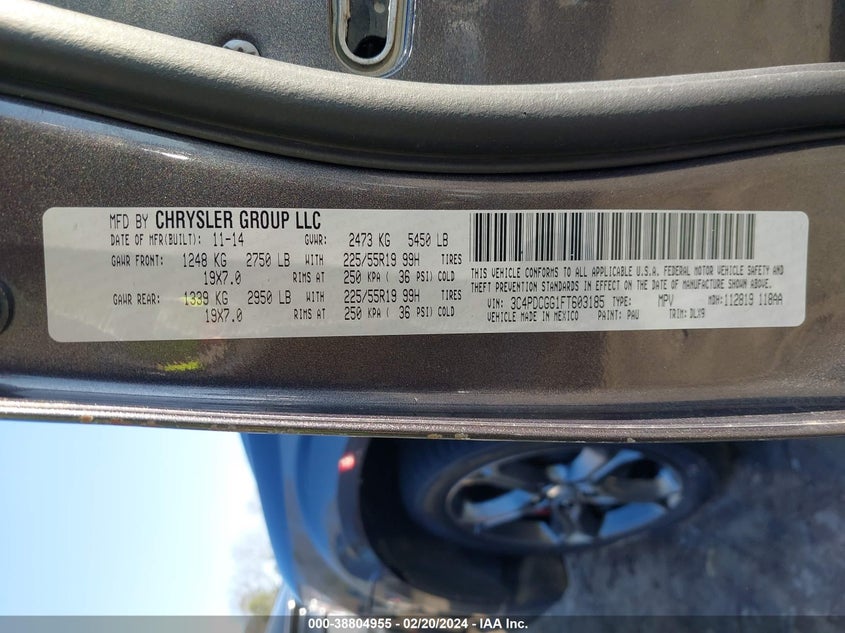 MFD BY CHRYSLER GROUP LLC
DATE OF MFR(BUILT): 11-14 GVWR: 2473 KG 5450 LB
GAWR FRONT: 1248 KG 2750 LB WITH 225/55R19 99H TIRES
19X7.0 RIMS AT 250 KPA ( 36 PSI) COLD
GAWR REAR: 1339 KG 2950 LB WITH 225/55R19 99H TIRES
19X7.0 RIMS AT 250 KPA ( 36 PSI) COLD
THIS VEHICLE CONFORMS TO ALL APPLICABLE U.S.A. FEDERAL MOTOR VEHICLE SAFETY AND
THEFT PREVENTION STANDARDS IN EFFECT ON THE DATE OF MANUFACTURE SHOWN ABOVE.
VIN: 3C4PDCGG1FT603185 TYPE: MPV MDH: 112819 118AA
VEHICLE MADE IN MEXICO PAINT: PAU TRIM: DLX9
000-38804955 / 02/20/2024 / IAA Inc.